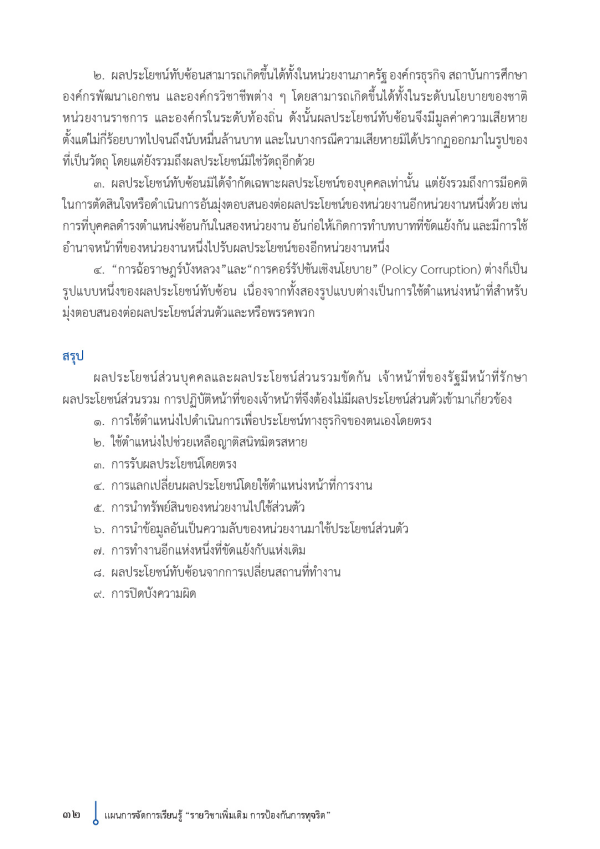 ๒. ผลประโยชน์ทับซ้อนสามารถเกิดขึ้นได้ทั้งในหน่วยงานภาครัฐ องค์กรธุรกิจ สถาบันการศึกษา
องค์กรพัฒนาเอกชน และองค์กรวิชาชีพต่าง ๆ โดยสามารถเกิดขึ้นได้ทั้งในระดับนโยบายของชาติ
หน่วยงานราชการ และองค์กรในระดับท้องถิ่น ดังนั้นผลประโยชน์ทับซ้อนจึงมีมูลค่าความเสียหาย
ตั้งแต่ไม่กี่ร้อยบาทไปจนถึงนับหมื่นล้านบาท และในบางกรณีความเสียหายมิได้ปรากฏออกมาในรูปของ
ที่เป็นวัตถุ โดยแต่ยังรวมถึงผลประโยชน์มิใช่วัตถุอีกด้วย
๓. ผลประโยชน์ทับซ้อนมิได้จำกัดเฉพาะผลประโยชน์ของบุคคลเท่านั้น แต่ยังรวมถึงการมีอคติ
ในการตัดสินใจหรือดำเนินการอันมุ่งตอบสนองต่อผลประโยชน์ของหน่วยงานอีกหน่วยงานหนึ่งด้วย เช่น
การที่บุคคลดำรงตำแหน่งซ้อนกันในสองหน่วยงาน อันก่อให้เกิดการทำบทบาทที่ขัดแย้งกัน และมีการใช้
อำนาจหน้าที่ของหน่วยงานหนึ่งไปรับผลประโยชน์ของอีกหน่วยงานหนึ่ง
๔. “การฉ้อราษฎร์บังหลวง”และ“การคอร์รัปชันเชิงนโยบาย” (Policy Corruption) ต่างก็เป็น
รูปแบบหนึ่งของผลประโยชน์ทับซ้อน เนื่องจากทั้งสองรูปแบบต่างเป็นการใช้ตำแหน่งหน้าที่สำหรับ
มุ่งตอบสนองต่อผลประโยชน์ส่วนตัวและหรือพรรคพวก
สรุป
ผลประโยชน์ส่วนบุคคลและผลประโยชน์ส่วนรวมขัดกัน เจ้าหน้าที่ของรัฐมีหน้าที่รักษา
ผลประโยชน์ส่วนรวม การปฏิบัติหน้าที่ของเจ้าหน้าที่จึงต้องไม่มีผลประโยชน์ส่วนตัวเข้ามาเกี่ยวข้อง
๑. การใช้ตำแหน่งไปดำเนินการเพื่อประโยชน์ทางธุรกิจของตนเองโดยตรง
๒. ใช้ตำแหน่งไปช่วยเหลือญาติสนิทมิตรสหาย
๓. การรับผลประโยชน์โดยตรง
๔. การแลกเปลี่ยนผลประโยชน์โดยใช้ตำแหน่งหน้าที่การงาน
๕. การนำทรัพย์สินของหน่วยงานไปใช้ส่วนตัว
๖. การนำข้อมูลอันเป็นความลับของหน่วยงานมาใช้ประโยชน์ส่วนตัว
๗. การทำงานอีกแห่งหนึ่งที่ขัดแย้งกับแห่งเดิม
๘. ผลประโยชน์ทับซ้อนจากการเปลี่ยนสถานที่ทำงาน
๙. การปิดบังความผิด
๓๒ แผนการจัดการเรียนรู้ “รายวิชาเพิ่มเติม การป้องกันการทุจริต”